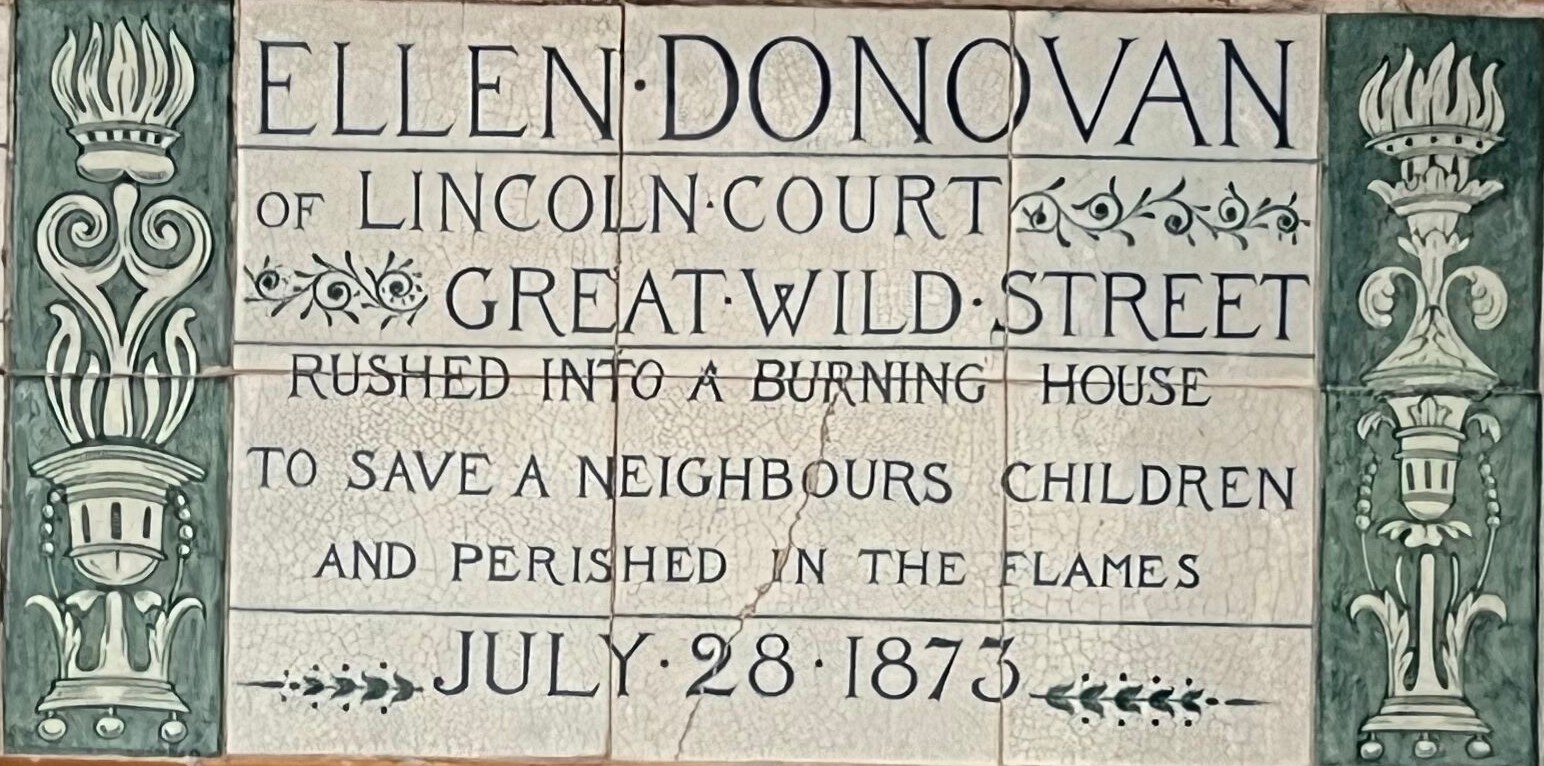 ELLEN·DONOVAN
OF LINCOLN·COURT
GREAT·WILD·STREET
RUSHED INTO A BURNING HOUSE
TO SAVE A NEIGHBOURS CHILDREN
AND PERISHED IN THE FLAMES
JULY·28·1873